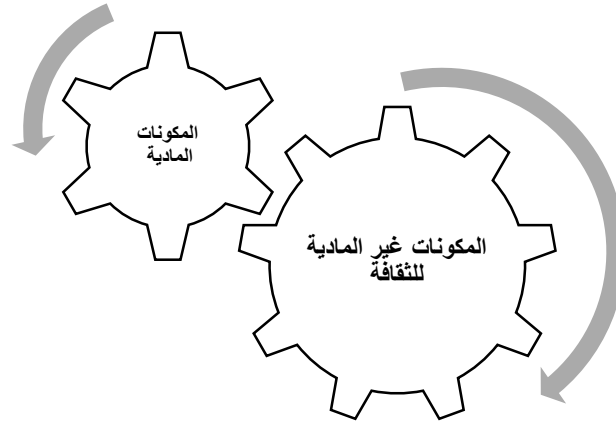 المكونات
المادية
المكونات غير المادية
للثقافة